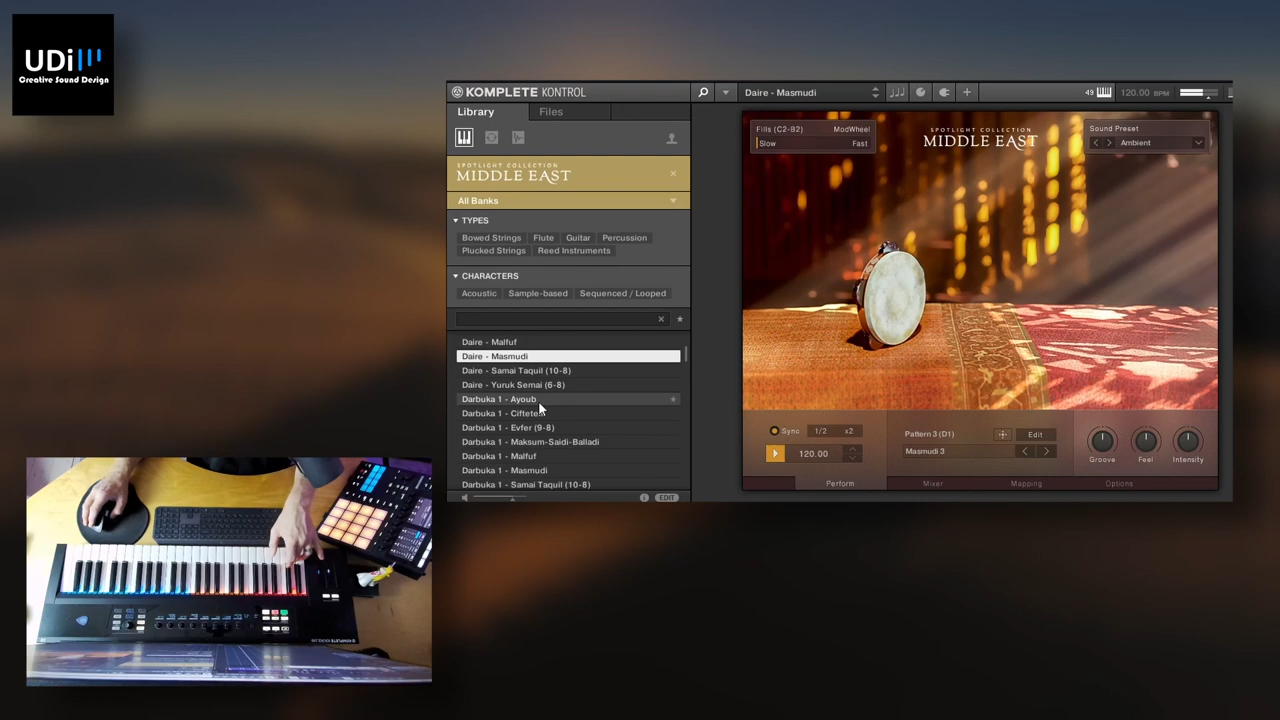 UDi
Creative Sound Design
KOMPLETE KONTROL
Daire - Masmudi
49
120.00 BPM
Library
Files
SPOTLIGHT COLLECTION
MIDDLE EAST
All Banks
TYPES
Bowed Strings Flute Guitar Percussion
Plucked Strings Reed Instruments
CHARACTERS
Acoustic Sample-based Sequenced / Looped
Daire - Malfuf
Daire - Masmudi
Daire - Samai Taquil (10-8)
Daire - Yuruk Semai (6-8)
Darbuka 1 - Ayoub
Darbuka 1 - Ciftetelli
Darbuka 1 - Evfer (9-8)
Darbuka 1 - Maksum-Saidi-Balladi
Darbuka 1 - Malfuf
Darbuka 1 - Masmudi
Darbuka 1 - Samai Taquil (10-8)
EDIT
Fills (C2-B2) ModWheel
Slow Fast
SPOTLIGHT COLLECTION
MIDDLE EAST
Sound Preset
Ambient
Sync 1/2 x2
120.00
Pattern 3 (D1) Edit
Masmudi 3
Groove Feel Intensity
Perform Mixer Mapping Options